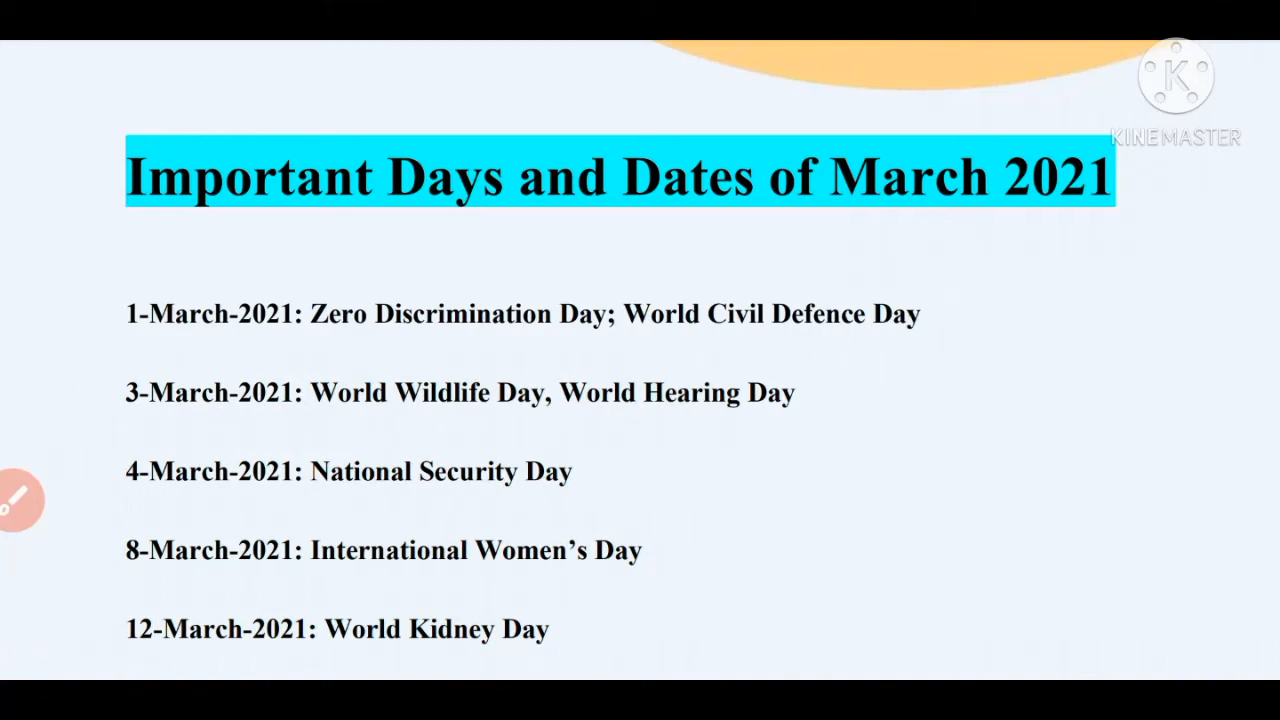 K
KINEMASTER
Important Days and Dates of March 2021
1-March-2021: Zero Discrimination Day; World Civil Defence Day
3-March-2021: World Wildlife Day, World Hearing Day
4-March-2021: National Security Day
8-March-2021: International Women’s Day
12-March-2021: World Kidney Day